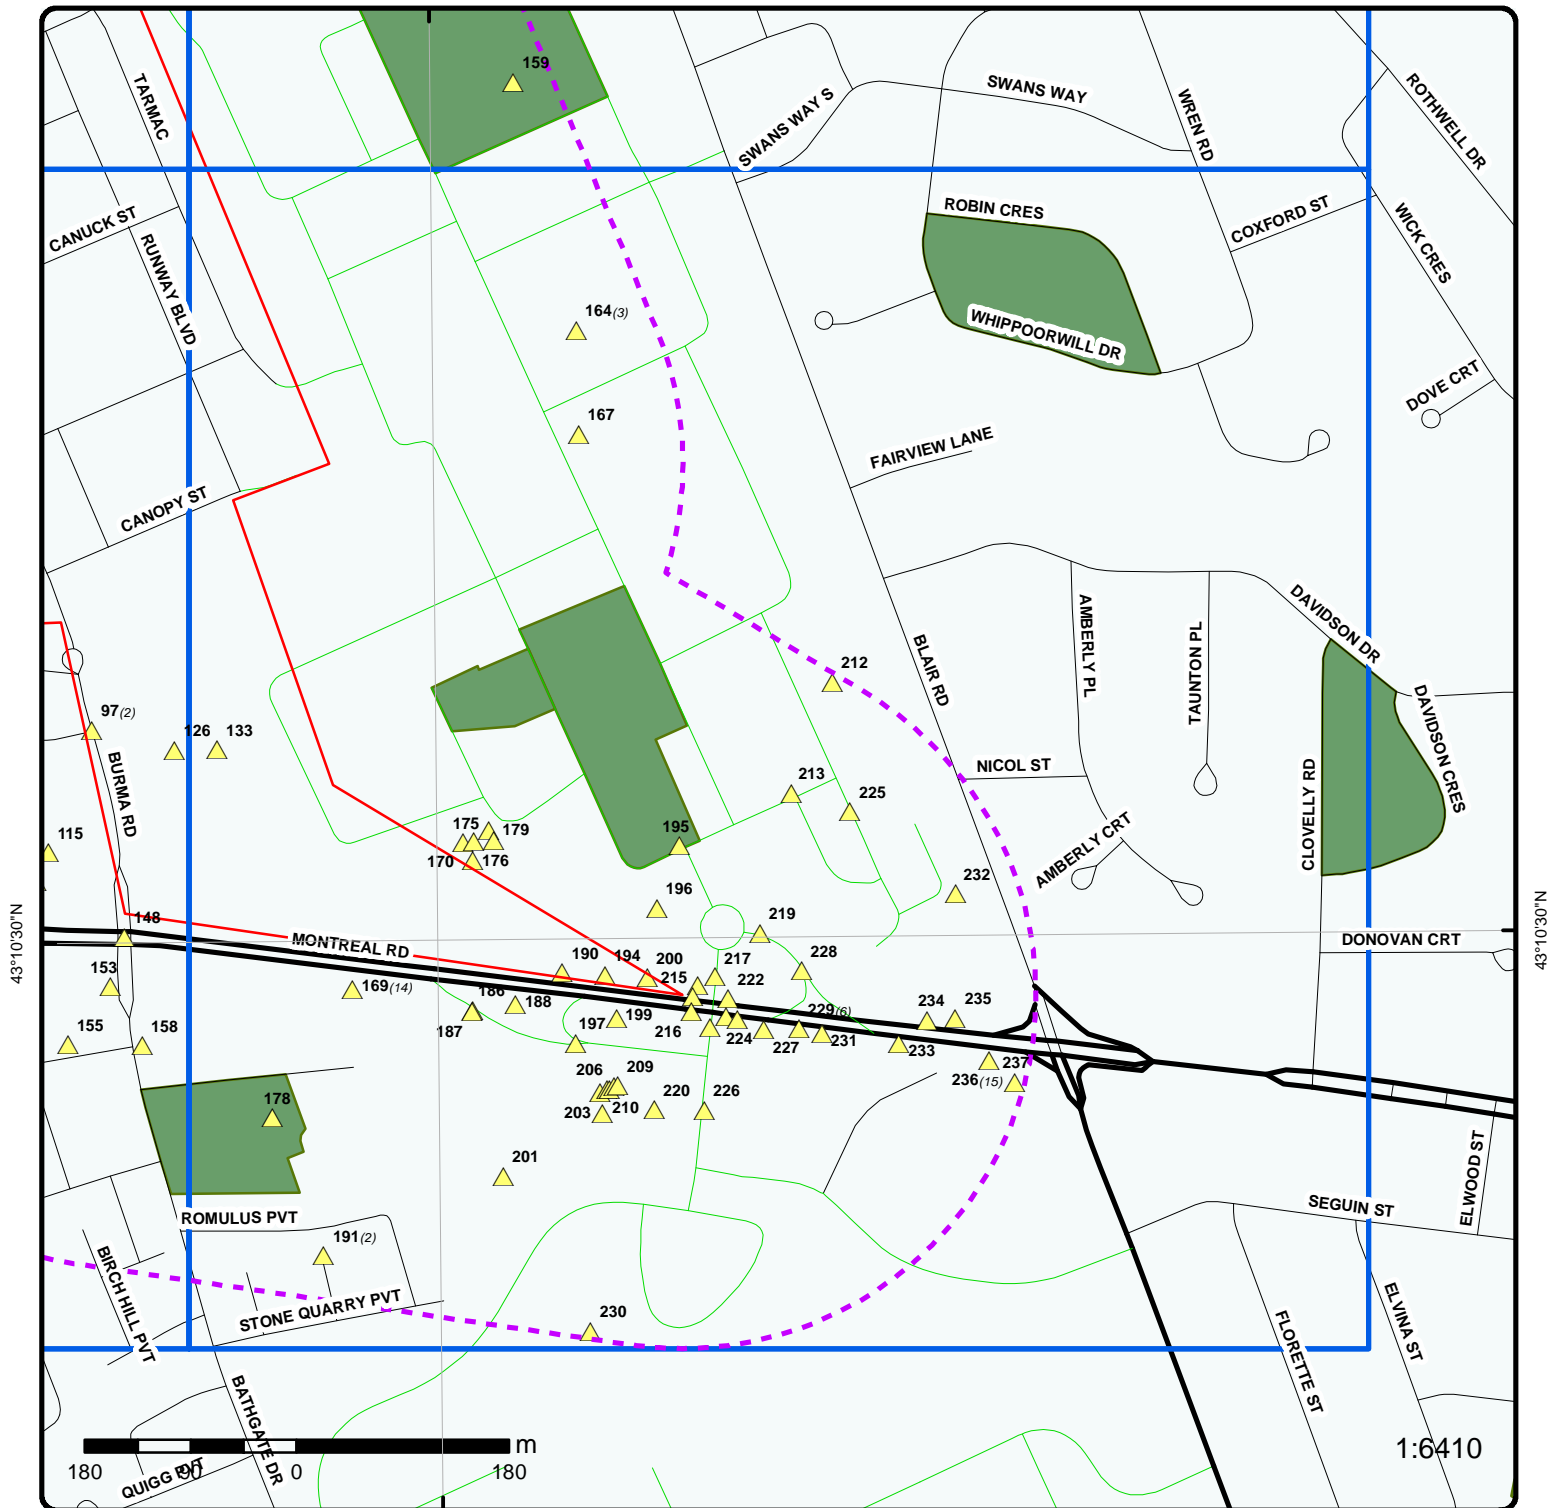 159
TARMAC
SWANS WAY
SWANS WAY S
WREN RD
ROTHWELL DR
CANUCK ST
RUNWAY BLVD
ROBIN CRES
COXFORD ST
WICK CRES
164(3)
WHIPPOORWILL DR
DOVE CRT
167
FAIRVIEW LANE
CANOPY ST
AMBERLY PL
TAUNTON PL
DAVIDSON DR
BLAIR RD
212
DAVIDSON CRES
97(2)
126
133
BURMA RD
NICOL ST
CLOVELLY RD
213
225
115
175
179
170
176
195
AMBERLY CRT
196
232
148
219
43°10'30"N
43°10'30"N
MONTREAL RD
DONOVAN CRT
190
194
200
217
228
153
169(14)
215
222
186
188
187
197
199
216
224
229(6)
227
231
234
235
233
155
158
237
236(15)
206
209
203
210
220
226
178
201
ROMULUS PVT
191(2)
SEGUIN ST
ELWOOD ST
BIRCH HILL PVT
STONE QUARRY PVT
230
FLORETTE ST
ELVINA ST
BATHGATE DR
QUIGG PVT
m
180
90
0
180
1:6410